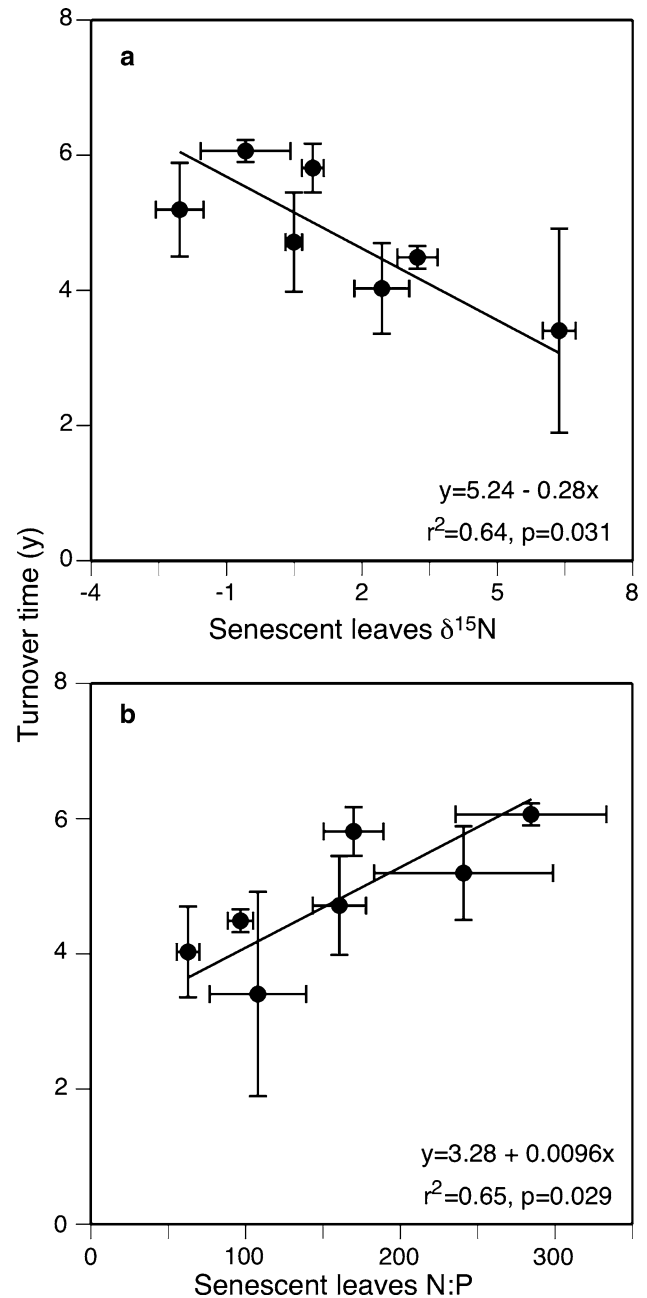 8
a
6
4
2
y=5.24 - 0.28x
r²=0.64, p=0.031
0
-4 -1 2 5 8
Senescent leaves δ¹⁵N
Turnover time (y)
8
b
6
4
2
y=3.28 + 0.0096x
r²=0.65, p=0.029
0
0 100 200 300
Senescent leaves N:P